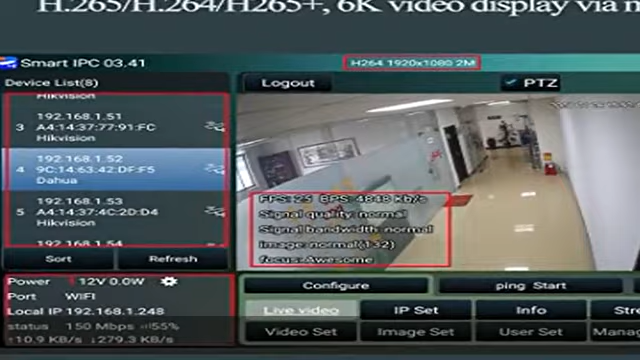 H.265/H.264/H265+, 6K video display via m
Smart IPC 03.41
H264 1920x1080 2M
Device List(8)
Logout
PTZ
Hikvision
192.168.1.51
3 A4:14:37:77:91:FC
Hikvision
192.168.1.52
4 9C:14:63:42:DF:F5
Dahua
192.168.1.53
5 A4:14:37:4C:2D:D4
Hikvision
192.168.1.54
Sort
Refresh
FPS: 25 BPS: 4848 Kb/s
Signal quality: normal
Signal bandwidth: normal
image: normal(132)
focus: Awesome
Power 12V 0.0W
Port WIFI
Local IP 192.168.1.248
status 150 Mbps 55%
↑10.9 KB/s ↓279.3 KB/s
Configure
ping Start
Live video
IP Set
Info
Stre
Video Set
Image Set
User Set
Manag